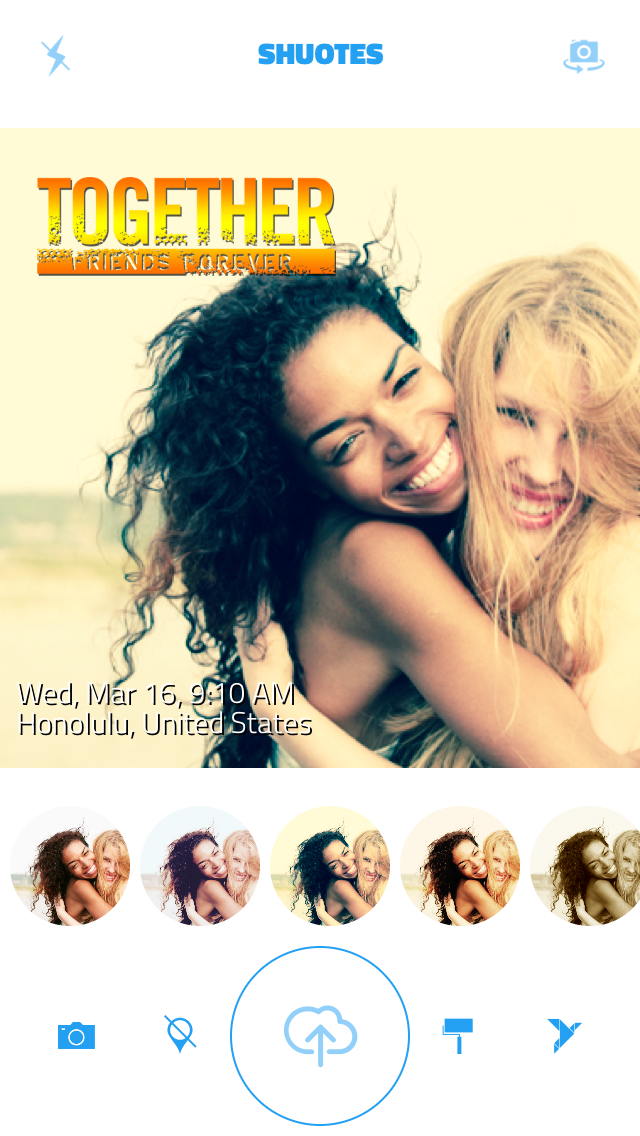 SHUOTES
TOGETHER
FRIENDS FOREVER
Wed, Mar 16, 9:10 AM
Honolulu, United States